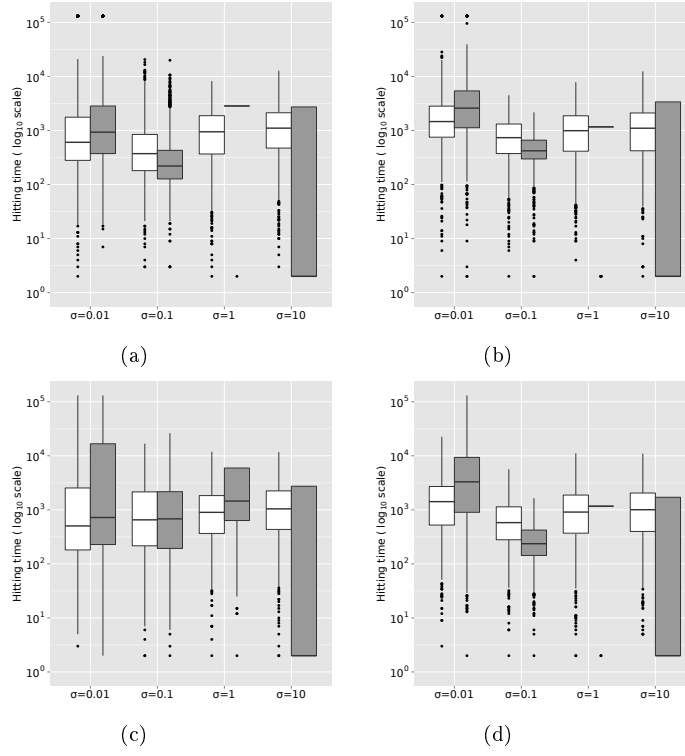 Hitting time ( log10 scale)
10^5
10^4
10^3
10^2
10^1
10^0
σ=0.01 σ=0.1 σ=1 σ=10
(a)
Hitting time ( log10 scale)
10^5
10^4
10^3
10^2
10^1
10^0
σ=0.01 σ=0.1 σ=1 σ=10
(b)
Hitting time ( log10 scale)
10^5
10^4
10^3
10^2
10^1
10^0
σ=0.01 σ=0.1 σ=1 σ=10
(c)
Hitting time ( log10 scale)
10^5
10^4
10^3
10^2
10^1
10^0
σ=0.01 σ=0.1 σ=1 σ=10
(d)